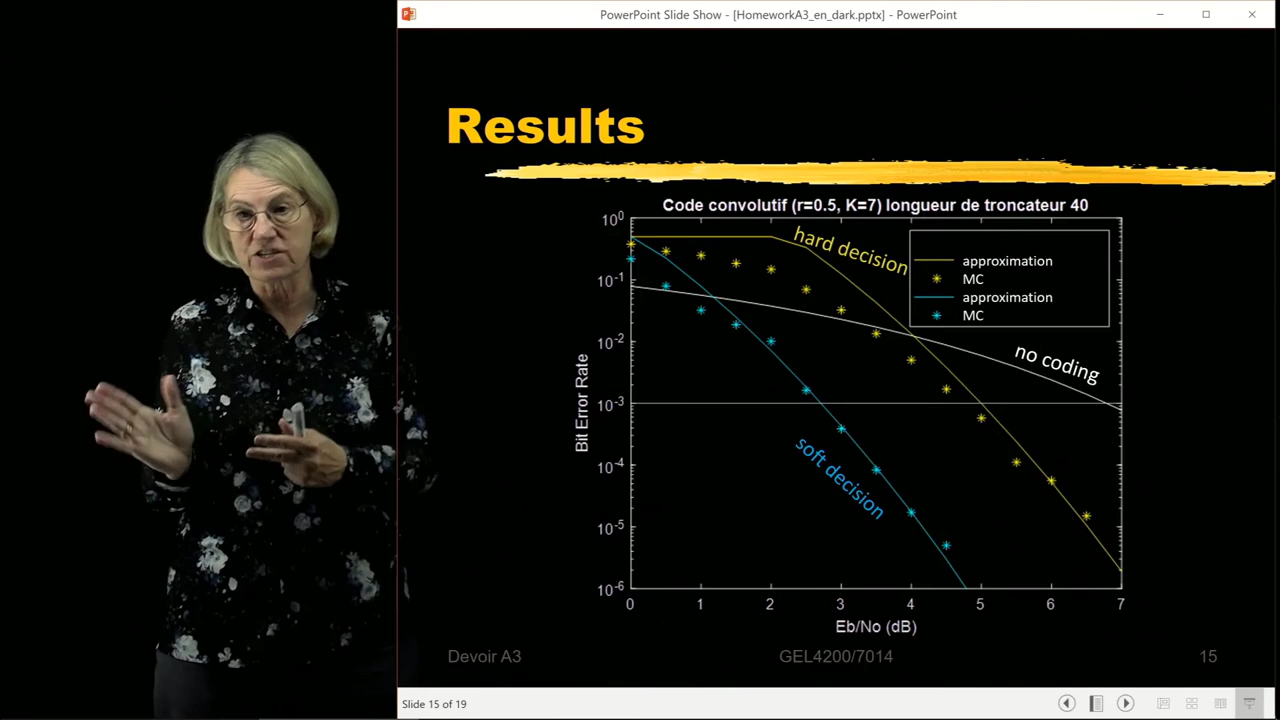 PowerPoint Slide Show - [HomeworkA3_en_dark.pptx] - PowerPoint
Results
Code convolutif (r=0.5, K=7) longueur de troncateur 40
10^0
10^-1
10^-2
10^-3
10^-4
10^-5
10^-6
Bit Error Rate
hard decision
approximation
MC
approximation
MC
no coding
soft decision
0 1 2 3 4 5 6 7
Eb/No (dB)
Devoir A3 GEL4200/7014 15
Slide 15 of 19